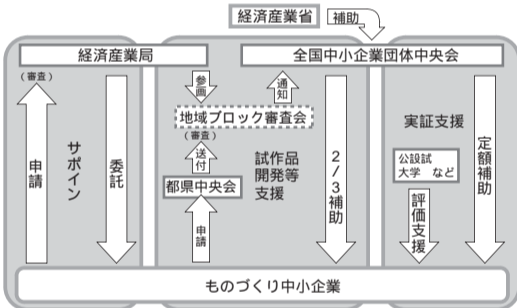 経済産業省
補助
経済産業局
全国中小企業団体中央会
（審査）
参画
通知
地域ブロック審査会
（審査）
送付
都県中央会
申請
申請
サポイン
委託
試作品
開発等
支援
2/3補助
実証支援
公設試
大学 など
評価支援
定額補助
ものづくり中小企業